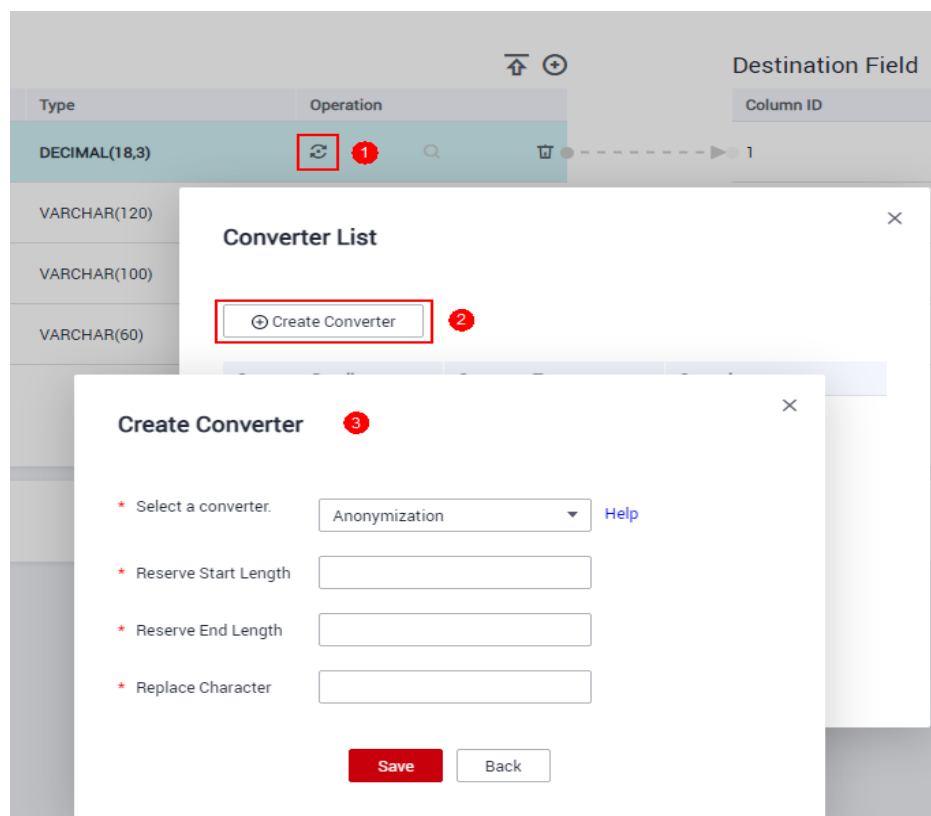 Destination Field
Type Operation Column ID
DECIMAL(18,3) 1 1
VARCHAR(120)
Converter List
VARCHAR(100)
Create Converter 2
VARCHAR(60)
Create Converter 3
* Select a converter. Anonymization Help
* Reserve Start Length
* Reserve End Length
* Replace Character
Save Back